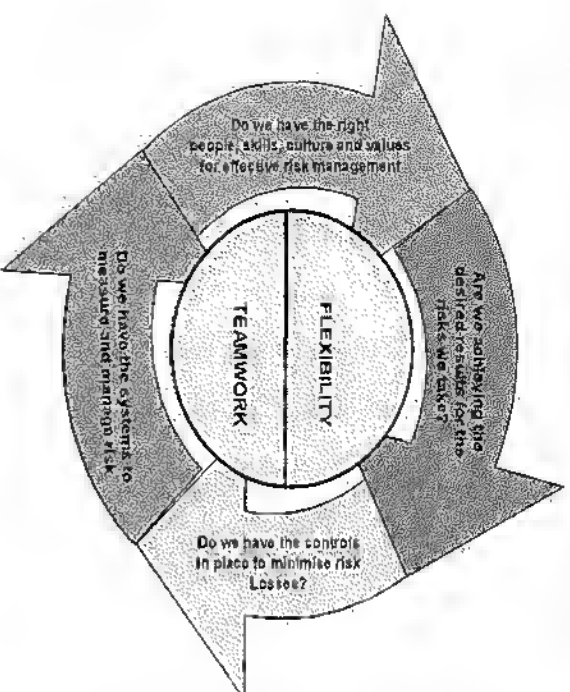 Do we have the right
people, skills, culture and values
for effective risk management
Are we achieving the
desired results for the
risks we take?
Do we have the controls
in place to minimise risk
Losses?
Do we have the systems to
measure and manage risk
FLEXIBILITY
TEAMWORK